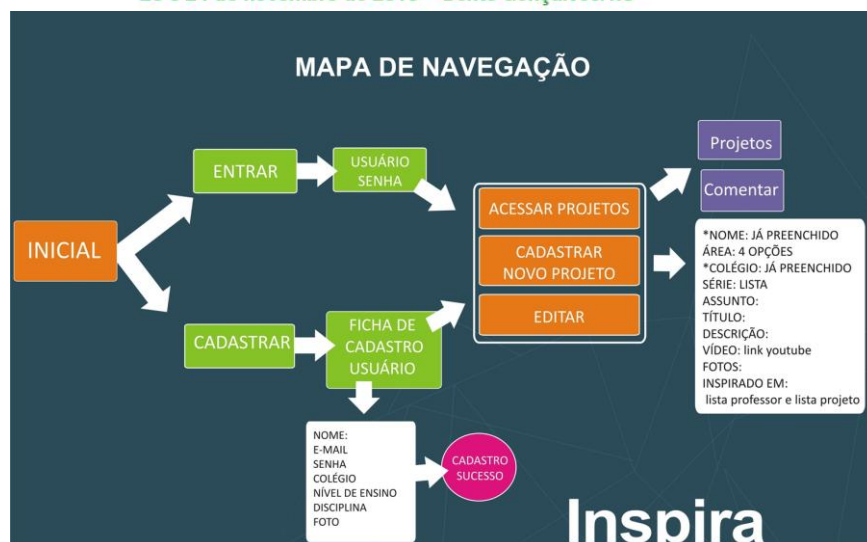 MAPA DE NAVEGAÇÃO
INICIAL
ENTRAR
USUÁRIO
SENHA
CADASTRAR
FICHA DE
CADASTRO
USUÁRIO
NOME:
E-MAIL
SENHA
COLÉGIO
NÍVEL DE ENSINO
DISCIPLINA
FOTO
CADASTRO
SUCESSO
ACESSAR PROJETOS
CADASTRAR
NOVO PROJETO
EDITAR
Projetos
Comentar
*NOME: JÁ PREENCHIDO
ÁREA: 4 OPÇÕES
*COLÉGIO: JÁ PREENCHIDO
SÉRIE: LISTA
ASSUNTO:
TÍTULO:
DESCRIÇÃO:
VÍDEO: link youtube
FOTOS:
INSPIRADO EM:
lista professor e lista projeto
Inspira